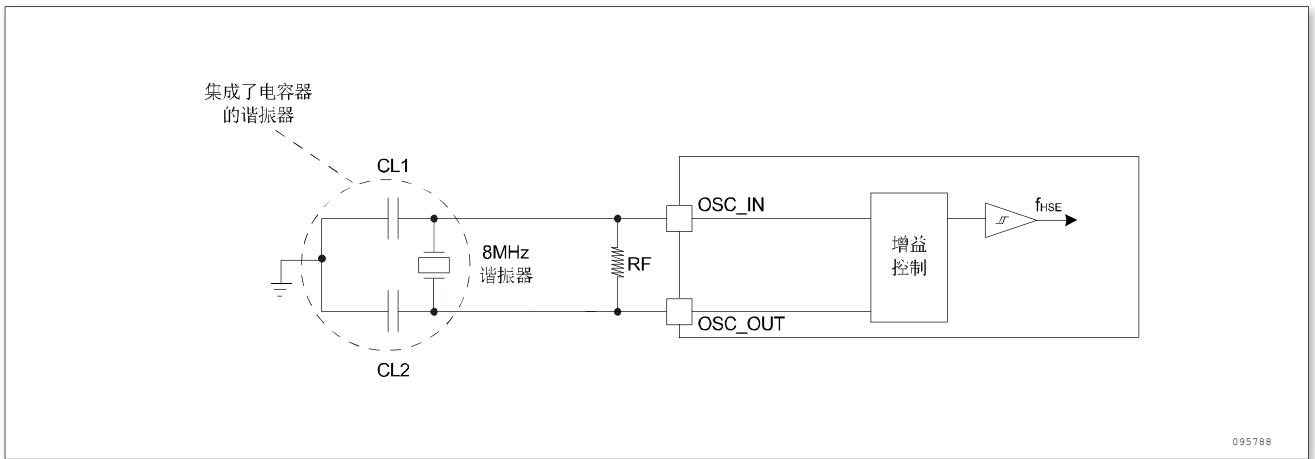 集成了电容器
的谐振器
CL1
OSC_IN
fHSE
8MHz
谐振器
RF
增益
控制
OSC_OUT
CL2
095788